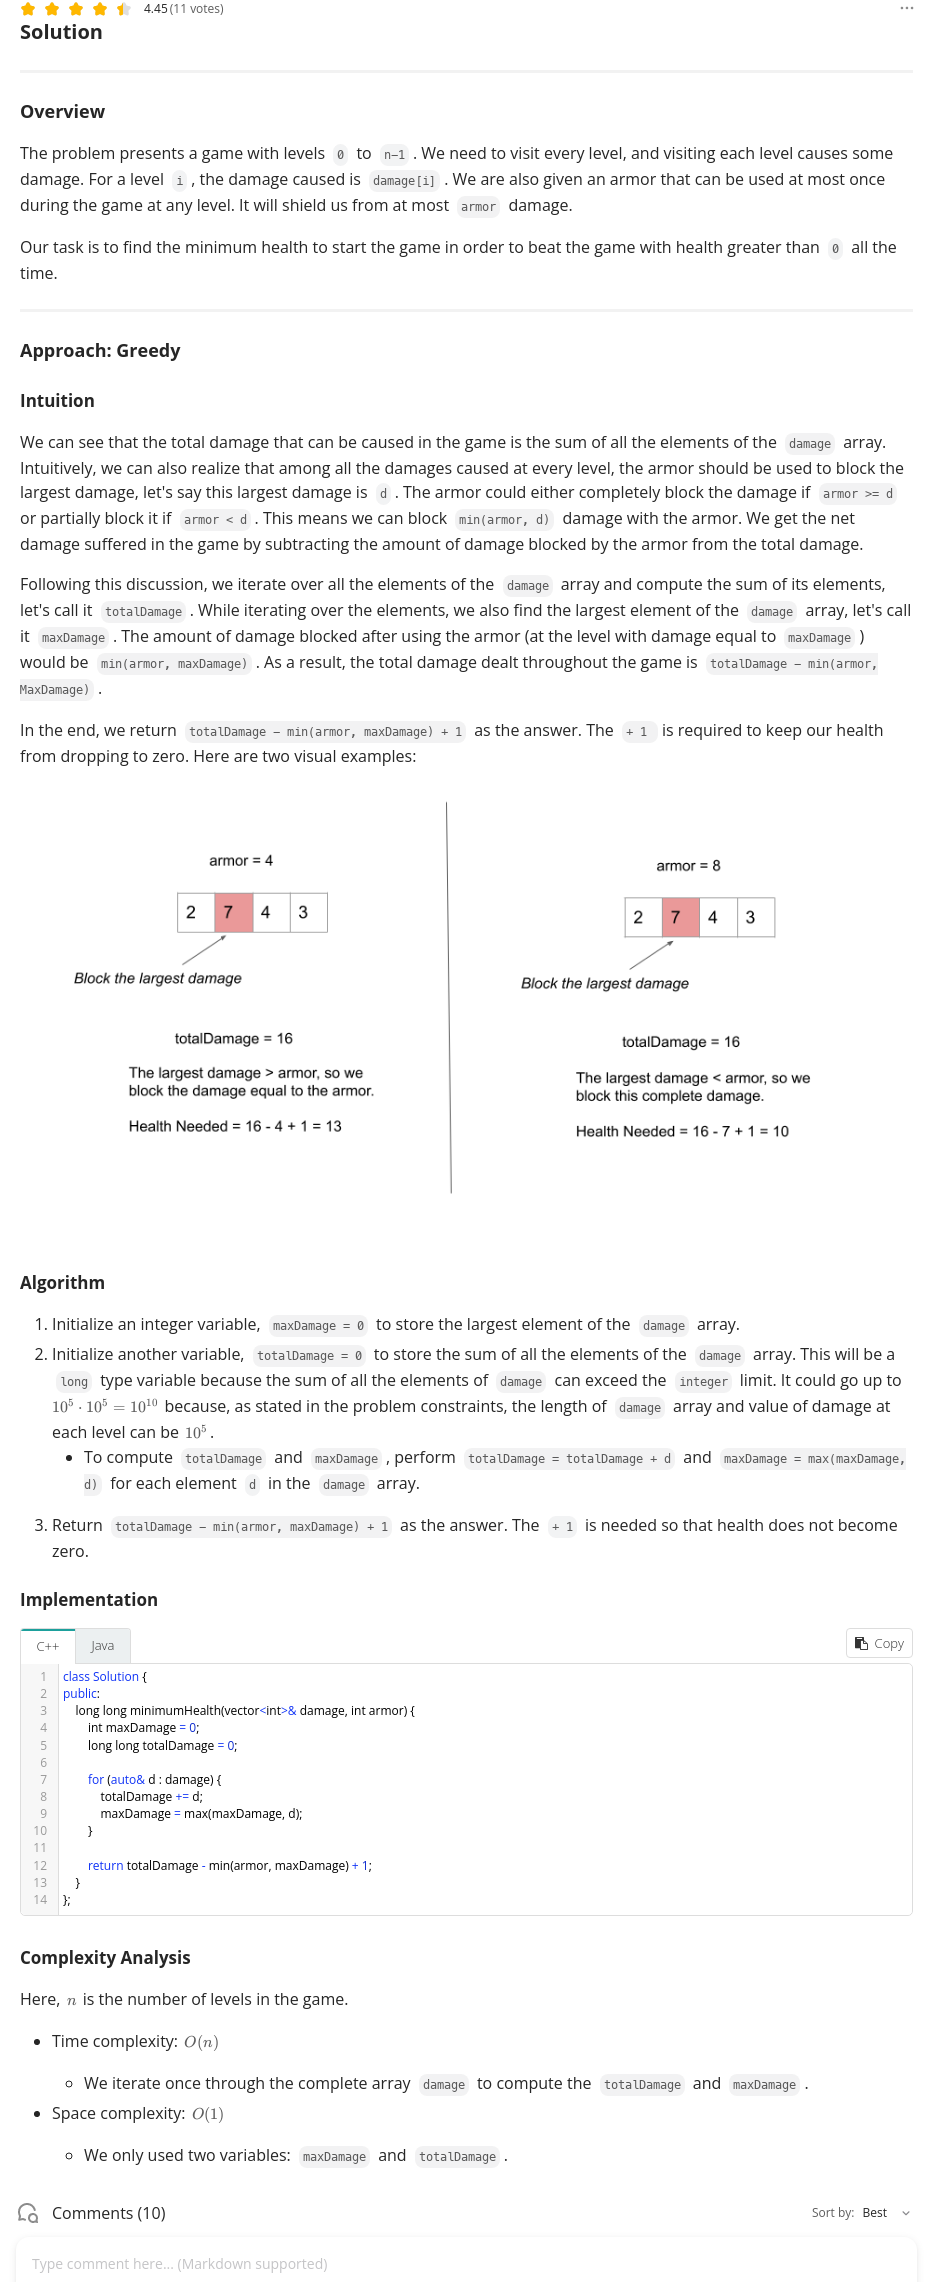 4.45 (11 votes)
Solution
Overview
The problem presents a game with levels 0 to n-1 . We need to visit every level, and visiting each level causes some
damage. For a level i , the damage caused is damage[i] . We are also given an armor that can be used at most once
during the game at any level. It will shield us from at most armor damage.
Our task is to find the minimum health to start the game in order to beat the game with health greater than 0 all the
time.
Approach: Greedy
Intuition
We can see that the total damage that can be caused in the game is the sum of all the elements of the damage array.
Intuitively, we can also realize that among all the damages caused at every level, the armor should be used to block the
largest damage, let's say this largest damage is d . The armor could either completely block the damage if armor >= d
or partially block it if armor < d . This means we can block min(armor, d) damage with the armor. We get the net
damage suffered in the game by subtracting the amount of damage blocked by the armor from the total damage.
Following this discussion, we iterate over all the elements of the damage array and compute the sum of its elements,
let's call it totalDamage . While iterating over the elements, we also find the largest element of the damage array, let's call
it maxDamage . The amount of damage blocked after using the armor (at the level with damage equal to maxDamage )
would be min(armor, maxDamage) . As a result, the total damage dealt throughout the game is totalDamage − min(armor,
MaxDamage) .
In the end, we return totalDamage − min(armor, maxDamage) + 1 as the answer. The + 1 is required to keep our health
from dropping to zero. Here are two visual examples:
armor = 4
2 7 4 3
Block the largest damage
totalDamage = 16
The largest damage > armor, so we
block the damage equal to the armor.
Health Needed = 16 - 4 + 1 = 13
armor = 8
2 7 4 3
Block the largest damage
totalDamage = 16
The largest damage < armor, so we
block this complete damage.
Health Needed = 16 - 7 + 1 = 10
Algorithm
1. Initialize an integer variable, maxDamage = 0 to store the largest element of the damage array.
2. Initialize another variable, totalDamage = 0 to store the sum of all the elements of the damage array. This will be a
long type variable because the sum of all the elements of damage can exceed the integer limit. It could go up to
10⁵ · 10⁵ = 10¹⁰ because, as stated in the problem constraints, the length of damage array and value of damage at
each level can be 10⁵ .
• To compute totalDamage and maxDamage , perform totalDamage = totalDamage + d and maxDamage = max(maxDamage,
d) for each element d in the damage array.
3. Return totalDamage − min(armor, maxDamage) + 1 as the answer. The + 1 is needed so that health does not become
zero.
Implementation
C++ Java Copy
1 class Solution {
2 public:
3 long long minimumHealth(vector<int>& damage, int armor) {
4 int maxDamage = 0;
5 long long totalDamage = 0;
6
7 for (auto& d : damage) {
8 totalDamage += d;
9 maxDamage = max(maxDamage, d);
10 }
11
12 return totalDamage - min(armor, maxDamage) + 1;
13 }
14 };
Complexity Analysis
Here, n is the number of levels in the game.
• Time complexity: O(n)
◦ We iterate once through the complete array damage to compute the totalDamage and maxDamage .
• Space complexity: O(1)
◦ We only used two variables: maxDamage and totalDamage .
Comments (10) Sort by: Best
Type comment here... (Markdown supported)